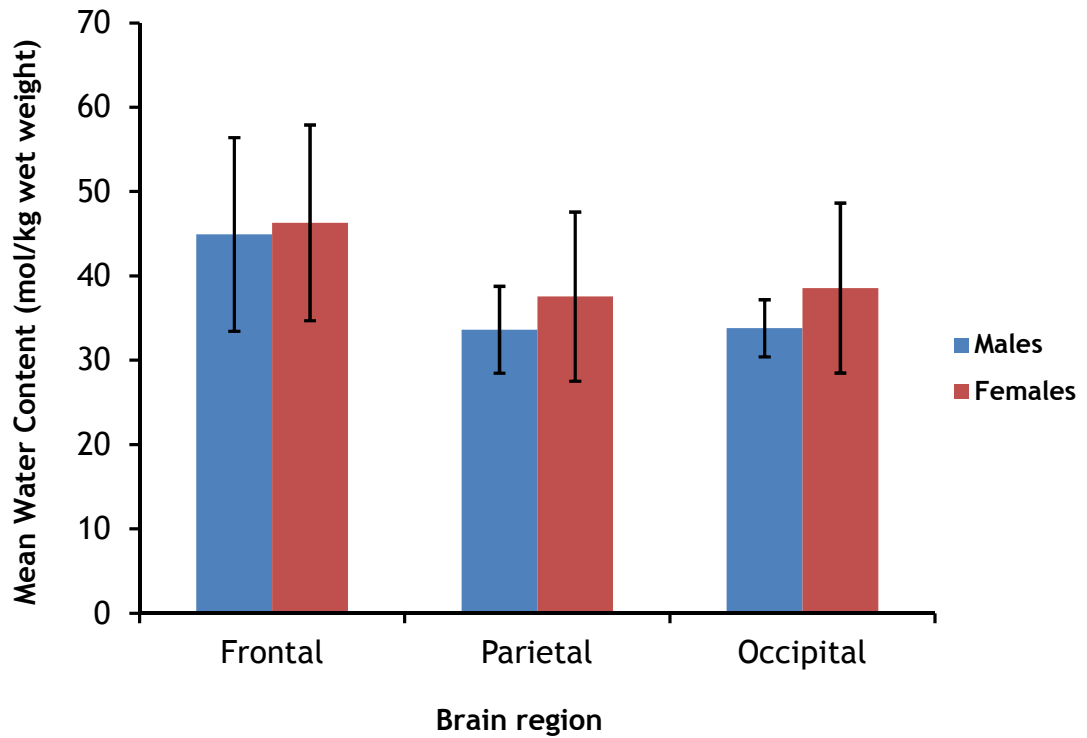 70
60
50
40
30
20
10
0
Mean Water Content (mol/kg wet weight)
Frontal
Parietal
Occipital
Brain region
Males
Females